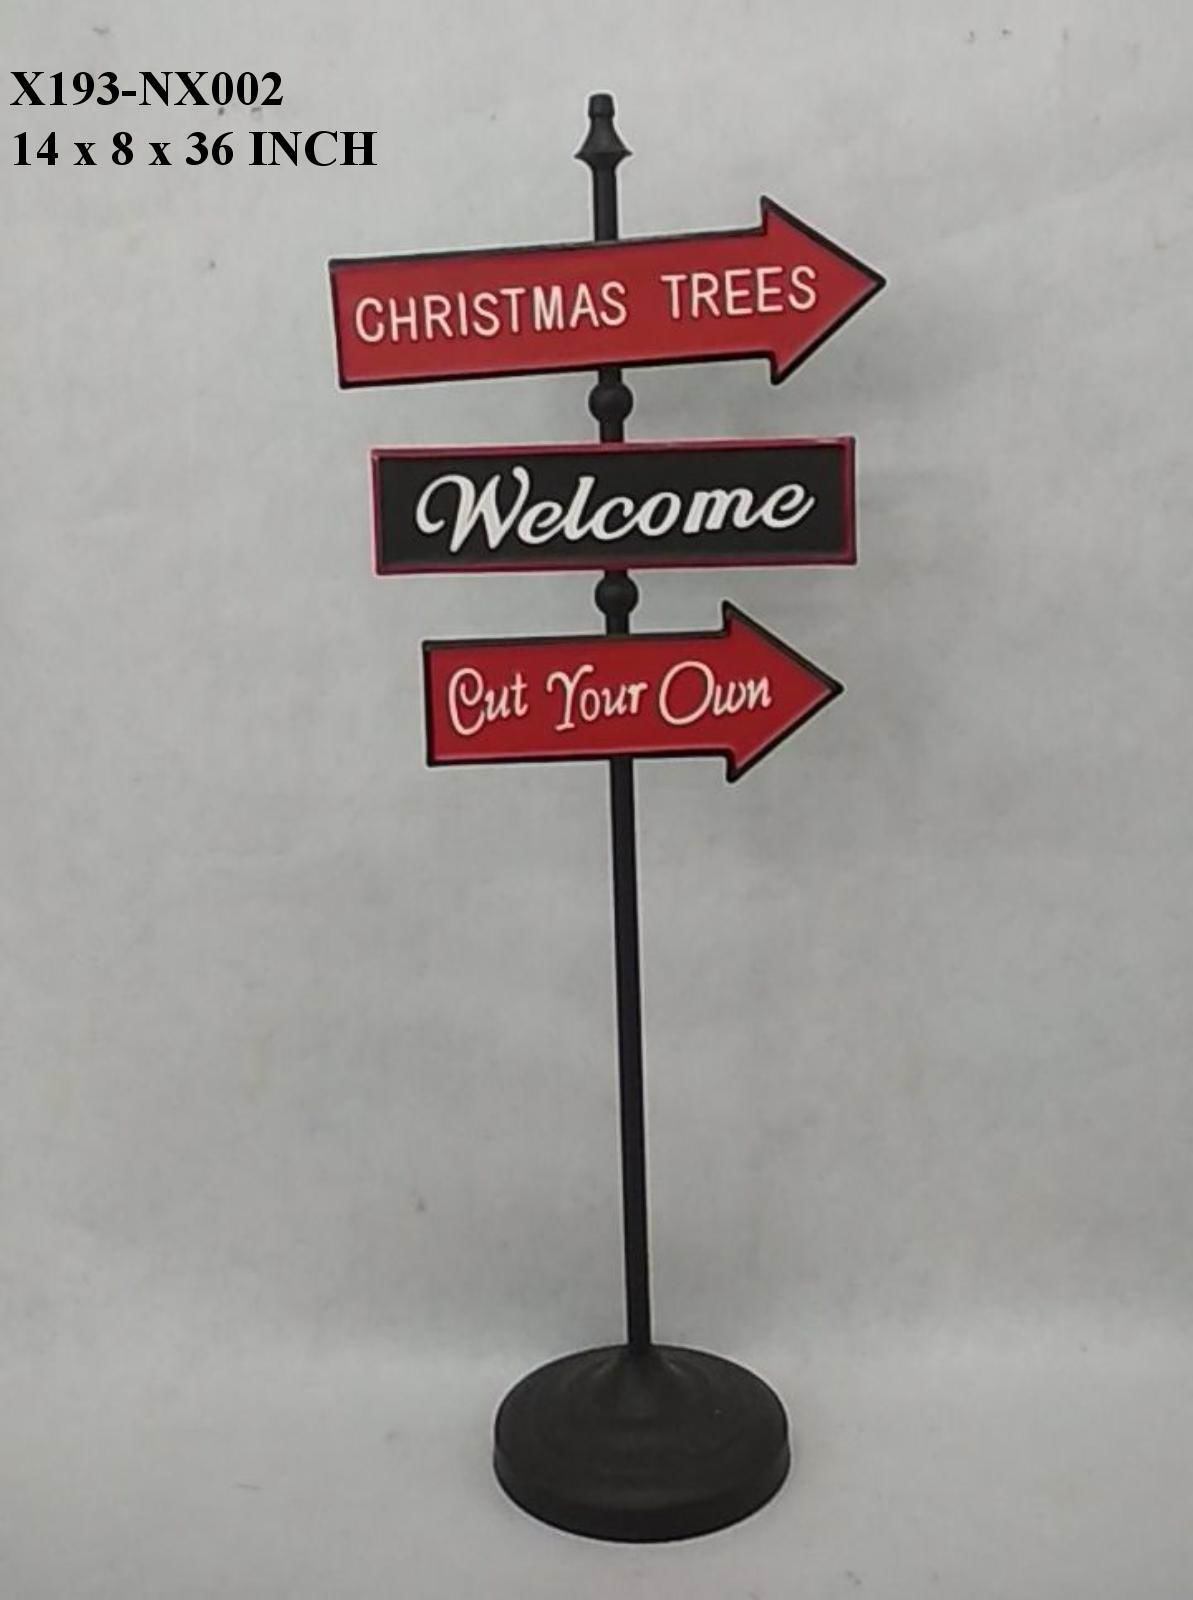 X193-NX002
14 x 8 x 36 INCH
CHRISTMAS TREES
Welcome
Cut Your Own